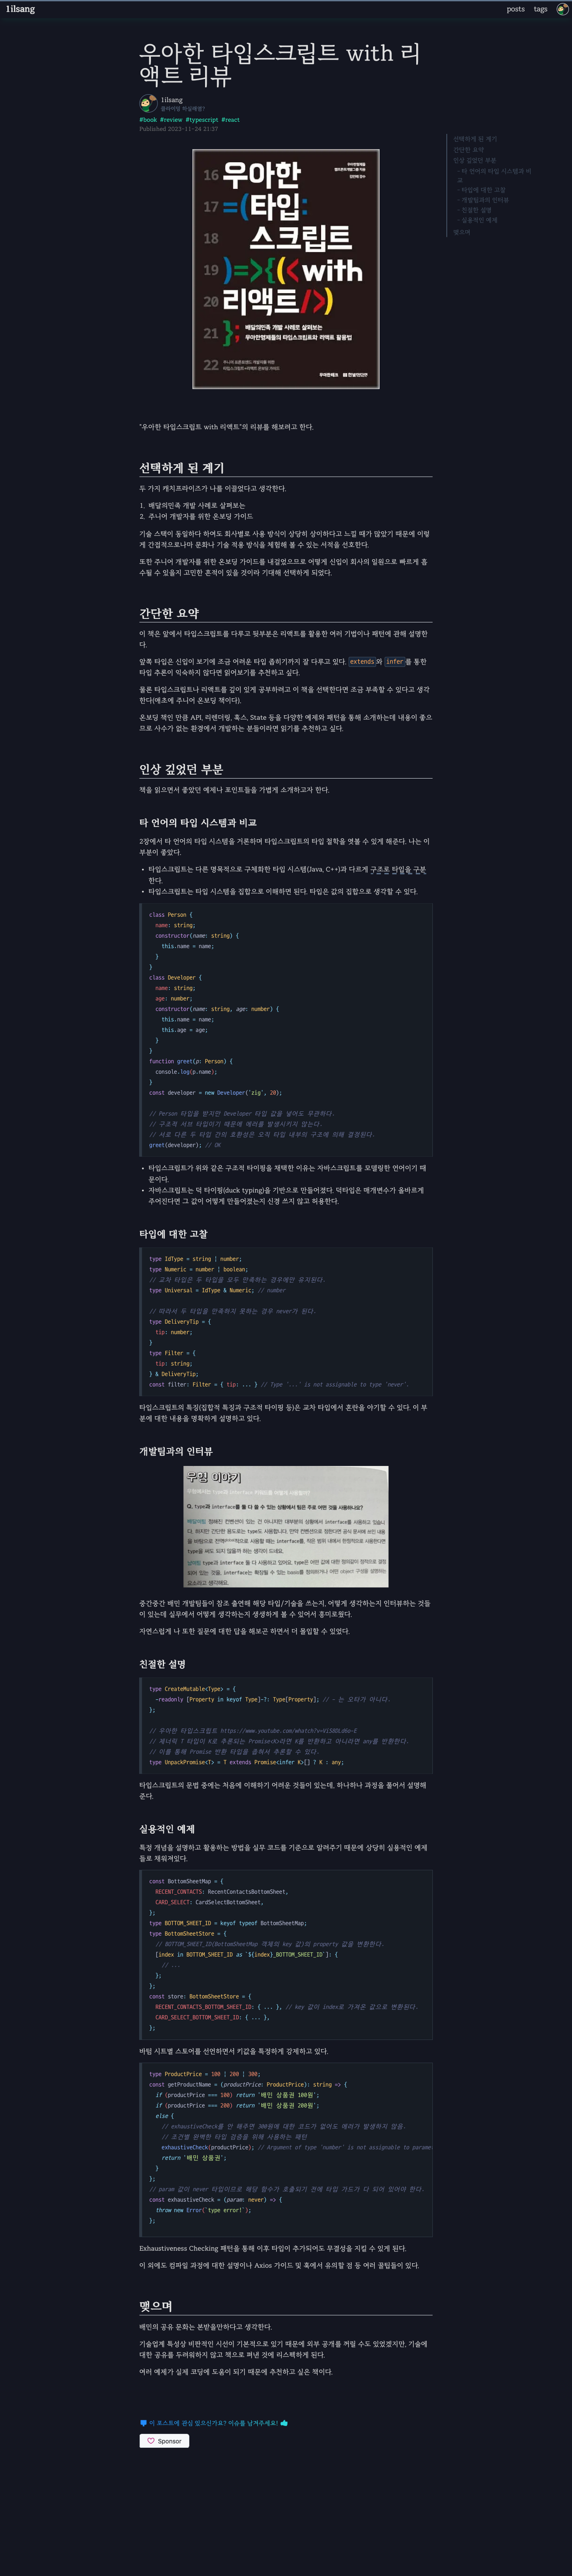 1ilsang
posts
tags
우아한 타입스크립트 with 리
액트 리뷰
1ilsang
클라이밍 하실래염?
#book #review #typescript #react
Published 2023-11-24 21:37
선택하게 된 계기
간단한 요약
인상 깊었던 부분
- 타 언어의 타입 시스템과 비
교
- 타입에 대한 고찰
- 개발팀과의 인터뷰
- 친절한 설명
- 실용적인 예제
맺으며
16 우아한
17 =(타입:
18 스크립트
19 )=>{(<with
20 리액트/>)
21 };
22
배달의민족 개발 사례로 살펴보는
우아한형제들의 타입스크립트와 리액트 활용법
우아한테크
한빛미디어
"우아한 타입스크립트 with 리액트"의 리뷰를 해보려고 한다.
선택하게 된 계기
두 가지 캐치프라이즈가 나를 이끌었다고 생각한다.
1. 배달의민족 개발 사례로 살펴보는
2. 주니어 개발자를 위한 온보딩 가이드
기술 스택이 동일하다 하여도 회사별로 사용 방식이 상당히 상이하다고 느낄 때가 많았기 때문에 이렇
게 간접적으로나마 문화나 기술 적용 방식을 체험해 볼 수 있는 서적을 선호한다.
또한 주니어 개발자를 위한 온보딩 가이드를 내걸었으므로 어떻게 신입이 회사의 일원으로 빠르게 흡
수될 수 있을지 고민한 흔적이 있을 것이라 기대해 선택하게 되었다.
간단한 요약
이 책은 앞에서 타입스크립트를 다루고 뒷부분은 리액트를 활용한 여러 기법이나 패턴에 관해 설명한
다.
앞쪽 타입은 신입이 보기에 조금 어려운 타입 좁히기까지 잘 다루고 있다. extends와 infer를 통한
타입 추론이 익숙하지 않다면 읽어보기를 추천하고 싶다.
물론 타입스크립트나 리액트를 깊이 있게 공부하려고 이 책을 선택한다면 조금 부족할 수 있다고 생각
한다(애초에 주니어 온보딩 책이다).
온보딩 책인 만큼 API, 리렌더링, 훅스, State 등을 다양한 예제와 패턴을 통해 소개하는데 내용이 좋으
므로 사수가 없는 환경에서 개발하는 분들이라면 읽기를 추천하고 싶다.
인상 깊었던 부분
책을 읽으면서 좋았던 예제나 포인트들을 가볍게 소개하고자 한다.
타 언어의 타입 시스템과 비교
2장에서 타 언어의 타입 시스템을 거론하며 타입스크립트의 타입 철학을 엿볼 수 있게 해준다. 나는 이
부분이 좋았다.
• 타입스크립트는 다른 명목적으로 구체화한 타입 시스템(Java, C++)과 다르게 구조로 타입을 구분
한다.
• 타입스크립트는 타입 시스템을 집합으로 이해하면 된다. 타입은 값의 집합으로 생각할 수 있다.
class Person {
name: string;
constructor(name: string) {
this.name = name;
}
}
class Developer {
name: string;
age: number;
constructor(name: string, age: number) {
this.name = name;
this.age = age;
}
}
function greet(p: Person) {
console.log(p.name);
}
const developer = new Developer('zig', 20);
// Person 타입을 받지만 Developer 타입 값을 넣어도 무관하다.
// 구조적 서브 타입이기 때문에 에러를 발생시키지 않는다.
// 서로 다른 두 타입 간의 호환성은 오직 타입 내부의 구조에 의해 결정된다.
greet(developer); // OK
• 타입스크립트가 위와 같은 구조적 타이핑을 채택한 이유는 자바스크립트를 모델링한 언어이기 때
문이다.
• 자바스크립트는 덕 타이핑(duck typing)을 기반으로 만들어졌다. 덕타입은 매개변수가 올바르게
주어진다면 그 값이 어떻게 만들어졌는지 신경 쓰지 않고 허용한다.
타입에 대한 고찰
type IdType = string | number;
type Numeric = number | boolean;
// 교차 타입은 두 타입을 모두 만족하는 경우에만 유지된다.
type Universal = IdType & Numeric; // number
// 따라서 두 타입을 만족하지 못하는 경우 never가 된다.
type DeliveryTip = {
tip: number;
}
type Filter = {
tip: string;
} & DeliveryTip;
const filter: Filter = { tip: ... } // Type '...' is not assignable to type 'never'.
타입스크립트의 특징(집합적 특징과 구조적 타이핑 등)은 교차 타입에서 혼란을 야기할 수 있다. 이 부
분에 대한 내용을 명확하게 설명하고 있다.
개발팀과의 인터뷰
우형 이야기
Q. type과 interface를 둘 다 쓸 수 있는 상황에서 팀은 주로 어떤 것을 사용하나요?
중간중간 배민 개발팀들이 참조 출연해 해당 타입/기술을 쓰는지, 어떻게 생각하는지 인터뷰하는 것들
이 있는데 실무에서 어떻게 생각하는지 생생하게 볼 수 있어서 흥미로웠다.
자연스럽게 나 또한 질문에 대한 답을 해보곤 하면서 더 몰입할 수 있었다.
친절한 설명
type CreateMutable<Type> = {
-readonly [Property in keyof Type]-?: Type[Property]; // - 는 오타가 아니다.
};
// 제너릭 T 타입이 K로 추론되는 Promise<K>라면 K를 반환하고 아니라면 any를 반환한다.
// 이를 통해 Promise 반환 타입을 좁혀서 추론할 수 있다.
type UnpackPromise<T> = T extends Promise<infer K>[] ? K : any;
타입스크립트의 문법 중에는 처음에 이해하기 어려운 것들이 있는데, 하나하나 과정을 풀어서 설명해
준다.
실용적인 예제
특정 개념을 설명하고 활용하는 방법을 실무 코드를 기준으로 알려주기 때문에 상당히 실용적인 예제
들로 채워져있다.
const BottomSheetMap = {
RECENT_CONTACTS: RecentContactsBottomSheet,
CARD_SELECT: CardSelectBottomSheet,
};
type BOTTOM_SHEET_ID = keyof typeof BottomSheetMap;
type BottomSheetStore = {
// BOTTOM_SHEET_ID(BottomSheetMap 객체의 key 값)의 property 값을 변환한다.
[index in BOTTOM_SHEET_ID as `${index}_BOTTOM_SHEET_ID`]: {
// ...
};
};
const store: BottomSheetStore = {
RECENT_CONTACTS_BOTTOM_SHEET_ID: { ... }, // key 값이 index로 가져온 값으로 변환된다.
CARD_SELECT_BOTTOM_SHEET_ID: { ... },
};
바텀 시트별 스토어를 선언하면서 키값을 특정하게 강제하고 있다.
type ProductPrice = 100 | 200 | 300;
const getProductName = (productPrice: ProductPrice): string => {
if (productPrice === 100) return '배민 상품권 100원';
if (productPrice === 200) return '배민 상품권 200원';
else {
// exhaustiveCheck를 안 해주면 300원에 대한 코드가 없어도 에러가 발생하지 않음.
// 조건별 완벽한 타입 검증을 위해 사용하는 패턴
exhaustiveCheck(productPrice); // Argument of type 'number' is not assignable to parame
return '배민 상품권';
}
};
// param 값이 never 타입이므로 해당 함수가 호출되기 전에 타입 가드가 다 되어 있어야 한다.
const exhaustiveCheck = (param: never) => {
throw new Error('type error!');
};
Exhaustiveness Checking 패턴을 통해 이후 타입이 추가되어도 무결성을 지킬 수 있게 된다.
이 외에도 컴파일 과정에 대한 설명이나 Axios 가이드 및 훅에서 유의할 점 등 여러 꿀팁들이 있다.
맺으며
배민의 공유 문화는 본받을만하다고 생각한다.
기술업계 특성상 비판적인 시선이 기본적으로 있기 때문에 외부 공개를 꺼릴 수도 있었겠지만, 기술에
대한 공유를 두려워하지 않고 책으로 펴낸 것에 리스펙하게 된다.
여러 예제가 실제 코딩에 도움이 되기 때문에 추천하고 싶은 책이다.
이 포스트에 관심 있으신가요? 이슈를 남겨주세요!
Sponsor